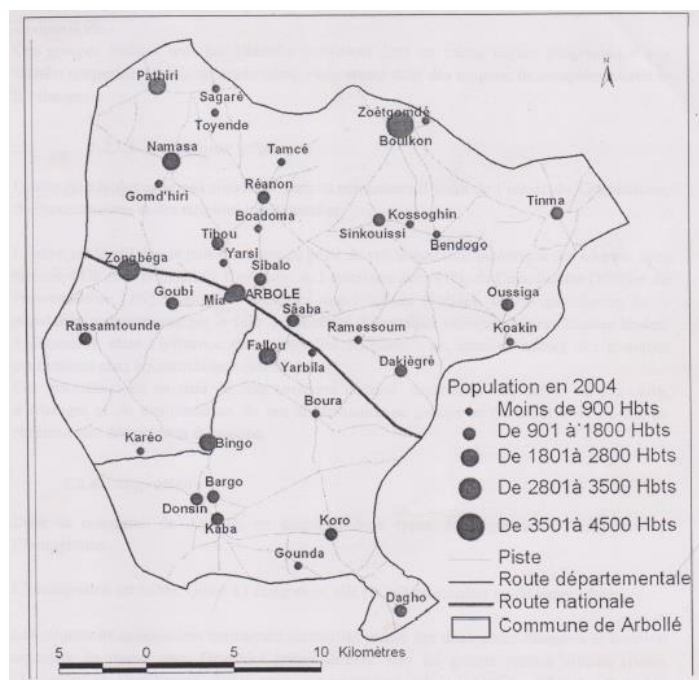 N
Pathiri
Sagaré
Toyende
Zoètgomdé
Boulkon
Namasa
Tamcé
Gomd'hiri
Réanon
Tinma
Boadoma
Kossoghin
Tibou
Sinkouissi
Bendogo
Yarsi
Zongbéga
Sibalo
Goubi
Mia
ARBOLE
Oussiga
Rassamtounde
Sâaba
Ramessoum
Koakin
Fallou
Yarbila
Dakiègré
Boura
Karéo
Bingo
Bargo
Donsin
Kaba
Koro
Gounda
Dagho
Population en 2004
Moins de 900 Hbts
De 901 à 1800 Hbts
De 1801à 2800 Hbts
De 2801à 3500 Hbts
De 3501à 4500 Hbts
Piste
Route départementale
Route nationale
Commune de Arbollé
5 0 5 10 Kilomètres